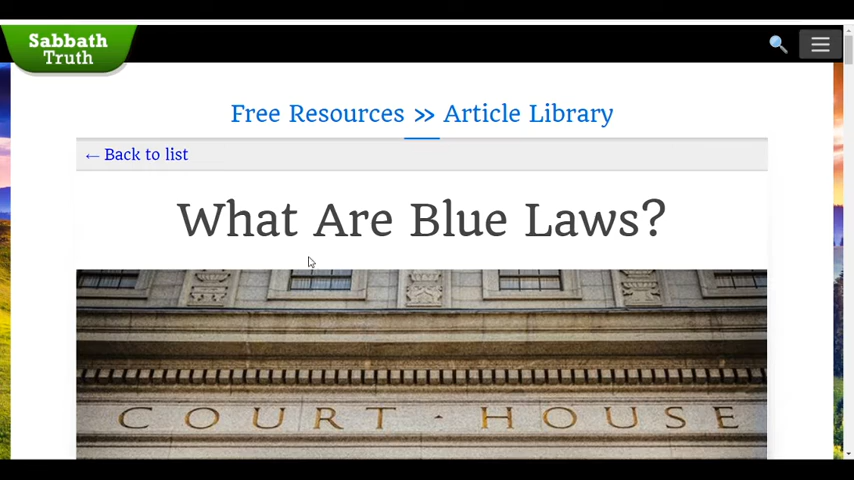 Sabbath
Truth
Free Resources >> Article Library
← Back to list
What Are Blue Laws?
COURT · HOUSE